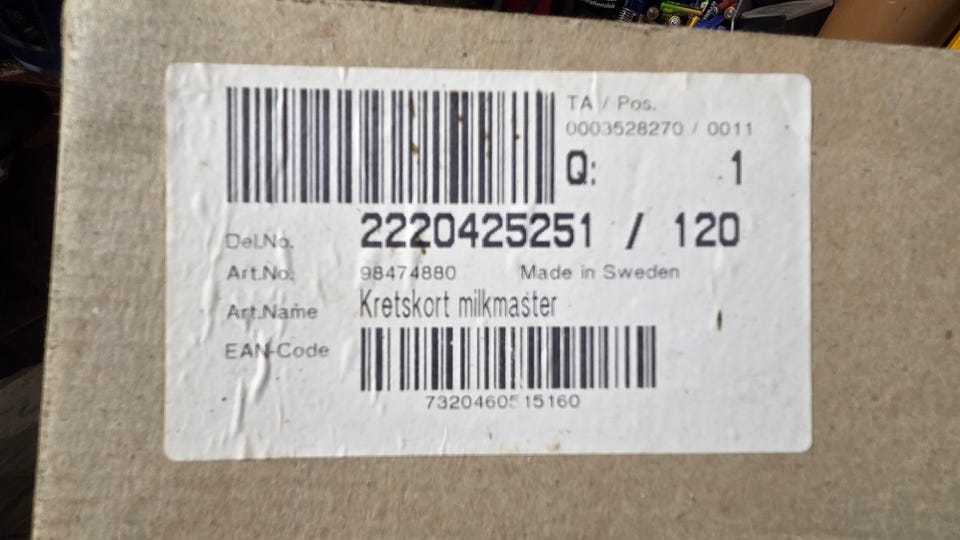 TA / Pos.
0003528270 / 0011
Q: 1
Del.No. 2220425251 / 120
Art.No. 98474880 Made in Sweden
Art.Name Kretskort milkmaster
EAN-Code
7320460515160